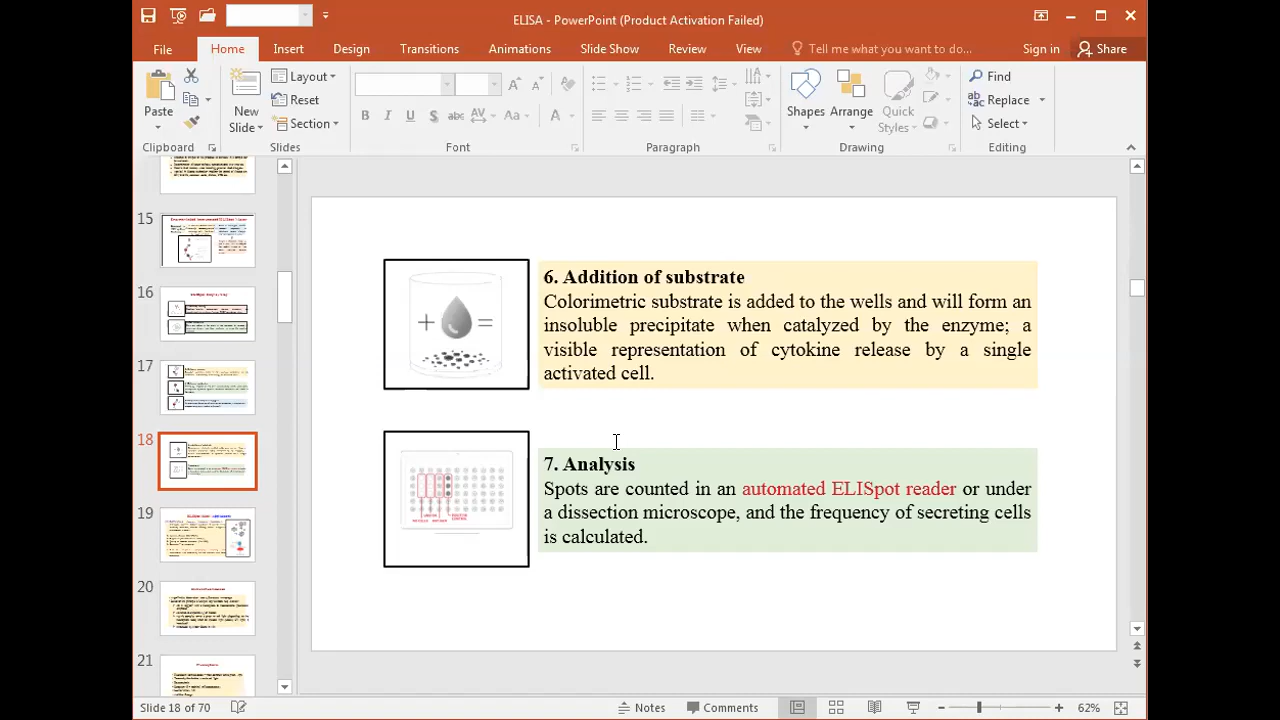 ELISA - PowerPoint (Product Activation Failed)
File Home Insert Design Transitions Animations Slide Show Review View Tell me what you want to do... Sign in Share
Paste
New Slide
Layout
Reset
Section
B I U S abc AV Aa A
Shapes Arrange Quick Styles
Find
Replace
Select
Clipboard Slides Font Paragraph Drawing Editing
15
16
17
18
19
20
21
6. Addition of substrate
Colorimetric substrate is added to the wells and will form an
insoluble precipitate when catalyzed by the enzyme; a
visible representation of cytokine release by a single
activated cell.
7. Analysis
Spots are counted in an automated ELISpot reader or under
a dissection microscope, and the frequency of secreting cells
is calculated.
Slide 18 of 70 Notes Comments 62%